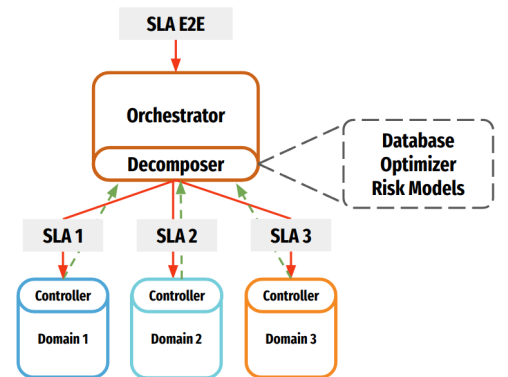 SLA E2E
Orchestrator
Decomposer
Database
Optimizer
Risk Models
SLA 1
SLA 2
SLA 3
Controller
Controller
Controller
Domain 1
Domain 2
Domain 3